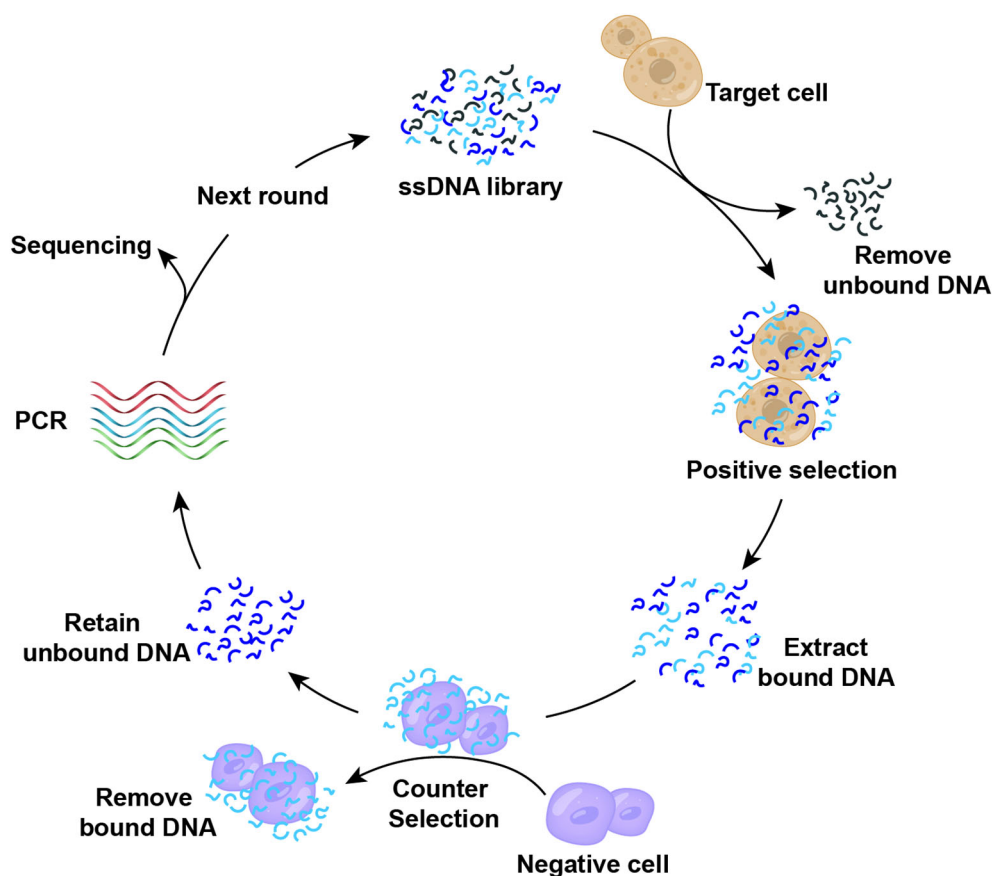 Target cell
ssDNA library
Next round
Sequencing
Remove
unbound DNA
PCR
Positive selection
Retain
unbound DNA
Extract
bound DNA
Counter
Selection
Remove
bound DNA
Negative cell